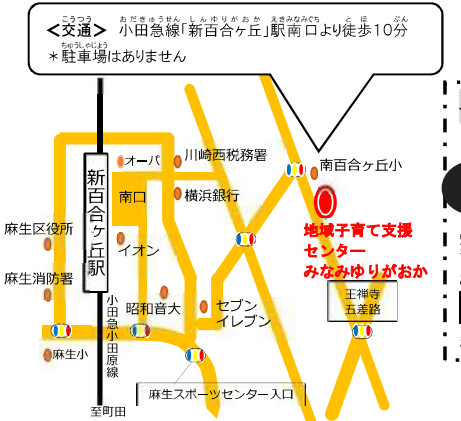 ＜交通＞ 小田急線「新百合ヶ丘」駅南口より徒歩10分
こうつう おだきゅうせん しんゆりがおか えきみなみぐち とほ ぷん
＊駐車場はありません
ちゅうしゃじょう
オーパ
川崎西税務署
南百合ヶ丘小
新百合ヶ丘駅
南口
横浜銀行
麻生区役所
イオン
地域子育て支援
センター
みなみゆりがおか
麻生消防署
小田急小田原線
昭和音大
セブン
イレブン
王禅寺
五差路
麻生小
麻生スポーツセンター入口
至町田